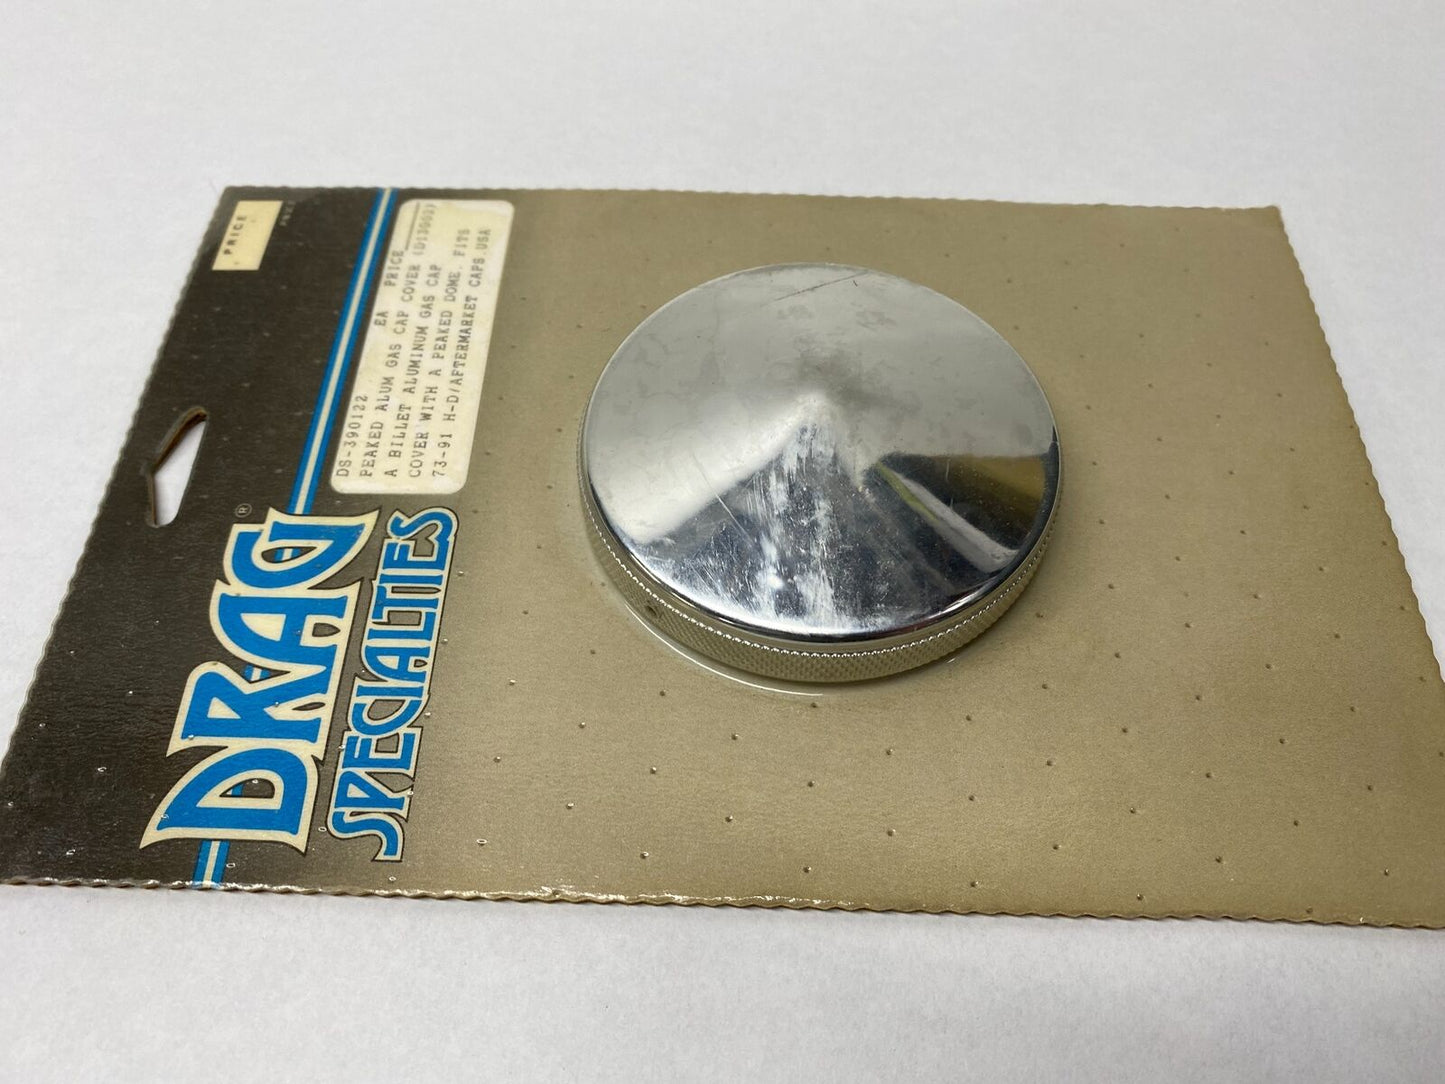 PRICE
DS-390122 EA PRICE
PEAKED ALUM GAS CAP COVER
A BILLET ALUMINUM GAS CAP
COVER WITH A PEAKED DOME. FITS
73-91 H-D/AFTERMARKET CAPS.USA
DRAG®
SPECIALTIES